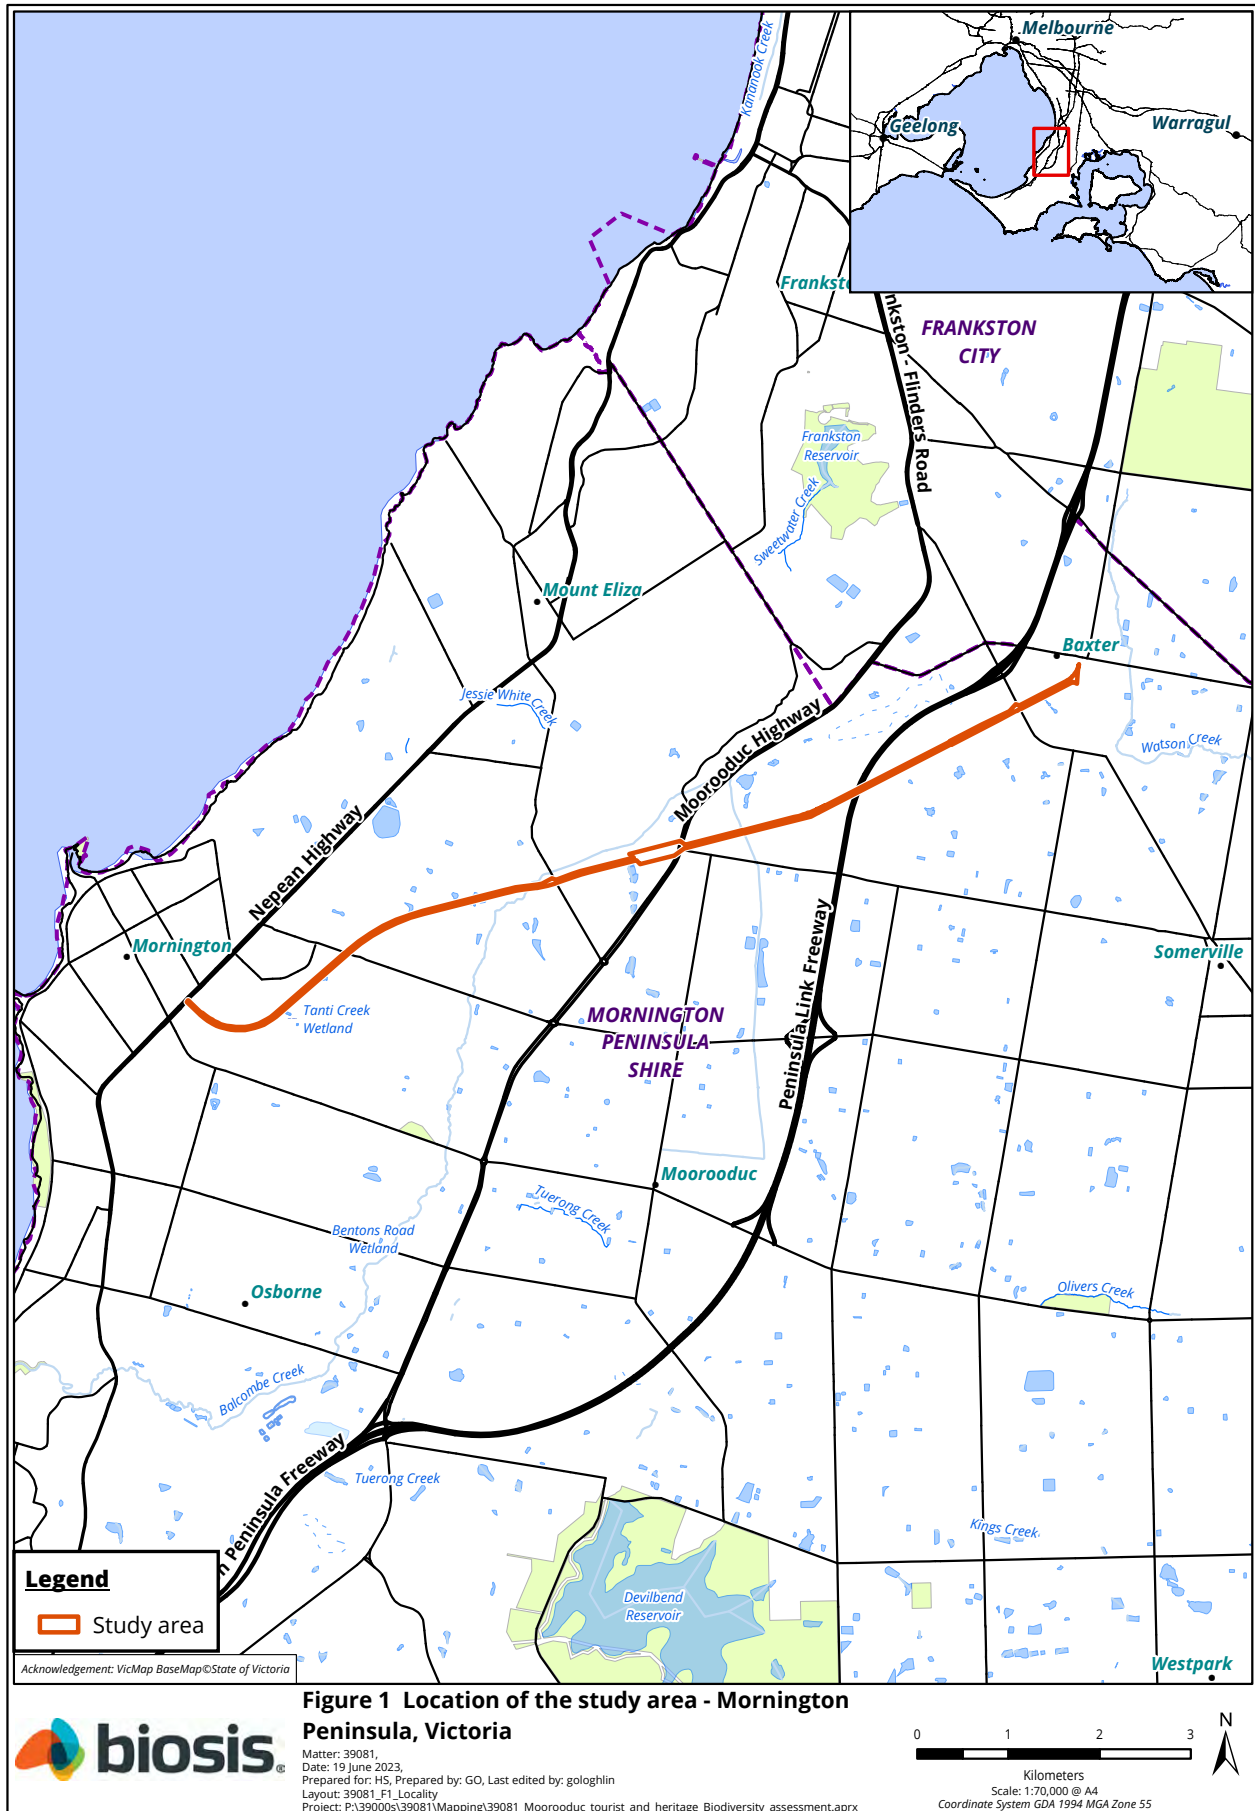 Kananook Creek
Melbourne
Geelong
Warragul
Franksto
FRANKSTON
CITY
nkston - Flinders Road
Frankston
Reservoir
Sweetwater Creek
Mount Eliza
Baxter
Jessie White
Creek
Moorooduc Highway
Watson Creek
Nepean Highway
Mornington
Somerville
Tanti Creek
Wetland
MORNINGTON
PENINSULA
SHIRE
Peninsula Link Freeway
Moorooduc
Tuerong Creek
Bentons Road
Wetland
Osborne
Olivers Creek
Balcombe Creek
n Peninsula Freeway
Tuerong Creek
Kings Creek
Devilbend
Reservoir
Westpark
Legend
Study area
Acknowledgement: VicMap BaseMap©State of Victoria
biosis.
Figure 1 Location of the study area - Mornington
Peninsula, Victoria
Matter: 39081,
Date: 19 June 2023,
Prepared for: HS, Prepared by: GO, Last edited by: gologhlin
Layout: 39081_F1_Locality
Project: P:\39000s\39081\Mapping\39081_Moorooduc_tourist_and_heritage_Biodiversity_assessment.aprx
0 1 2 3
Kilometers
Scale: 1:70,000 @ A4
Coordinate System GDA 1994 MGA Zone 55
N